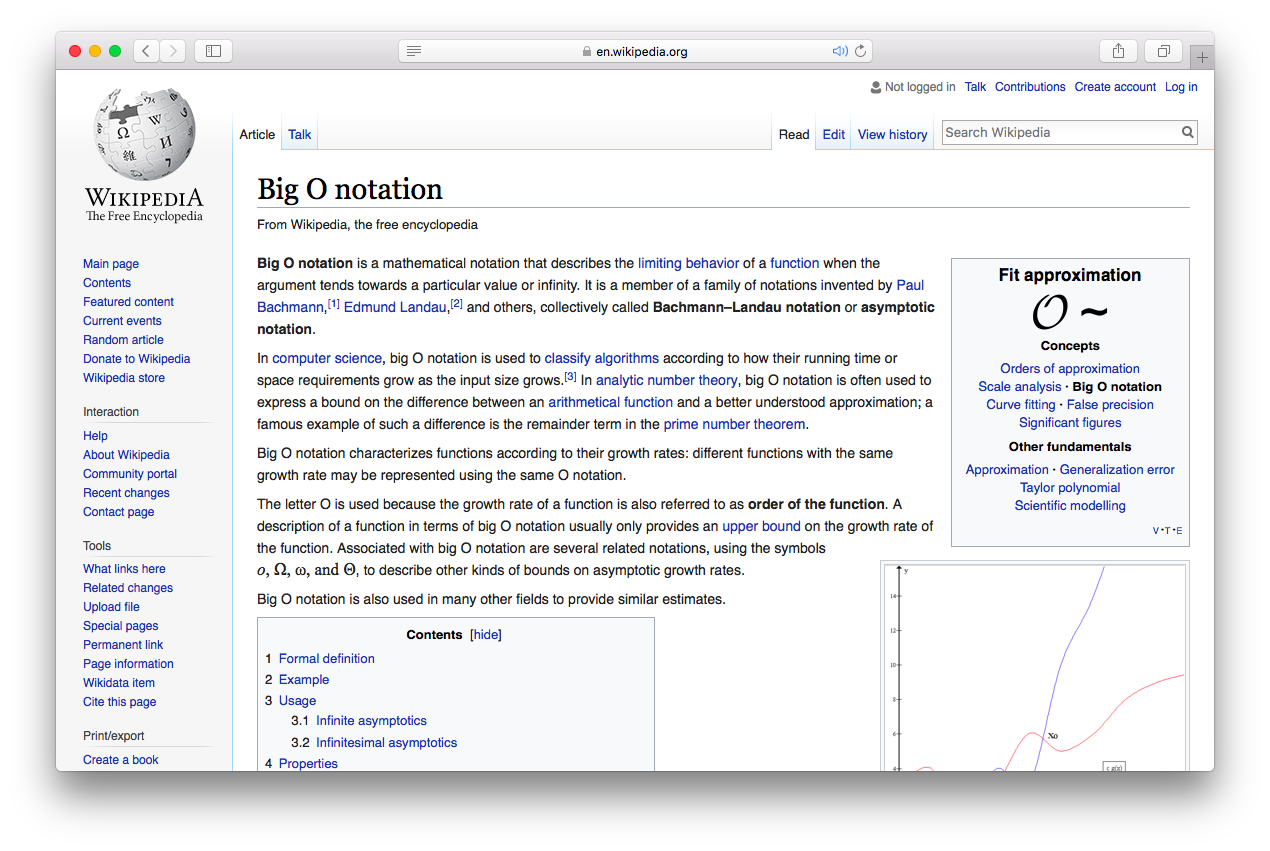 en.wikipedia.org
Not logged in Talk Contributions Create account Log in
Article Talk Read Edit View history Search Wikipedia
WIKIPEDIA
The Free Encyclopedia
Main page
Contents
Featured content
Current events
Random article
Donate to Wikipedia
Wikipedia store
Interaction
Help
About Wikipedia
Community portal
Recent changes
Contact page
Tools
What links here
Related changes
Upload file
Special pages
Permanent link
Page information
Wikidata item
Cite this page
Print/export
Create a book
Big O notation
From Wikipedia, the free encyclopedia
Big O notation is a mathematical notation that describes the limiting behavior of a function when the
argument tends towards a particular value or infinity. It is a member of a family of notations invented by Paul
Bachmann,[1] Edmund Landau,[2] and others, collectively called Bachmann–Landau notation or asymptotic
notation.
In computer science, big O notation is used to classify algorithms according to how their running time or
space requirements grow as the input size grows.[3] In analytic number theory, big O notation is often used to
express a bound on the difference between an arithmetical function and a better understood approximation; a
famous example of such a difference is the remainder term in the prime number theorem.
Big O notation characterizes functions according to their growth rates: different functions with the same
growth rate may be represented using the same O notation.
The letter O is used because the growth rate of a function is also referred to as order of the function. A
description of a function in terms of big O notation usually only provides an upper bound on the growth rate of
the function. Associated with big O notation are several related notations, using the symbols
o, Ω, ω, and Θ, to describe other kinds of bounds on asymptotic growth rates.
Big O notation is also used in many other fields to provide similar estimates.
Contents [hide]
1 Formal definition
2 Example
3 Usage
3.1 Infinite asymptotics
3.2 Infinitesimal asymptotics
4 Properties
Fit approximation
O ~
Concepts
Orders of approximation
Scale analysis · Big O notation
Curve fitting · False precision
Significant figures
Other fundamentals
Approximation · Generalization error
Taylor polynomial
Scientific modelling
V·T·E
y
14
12
10
8
6
4
X0
c g(x)